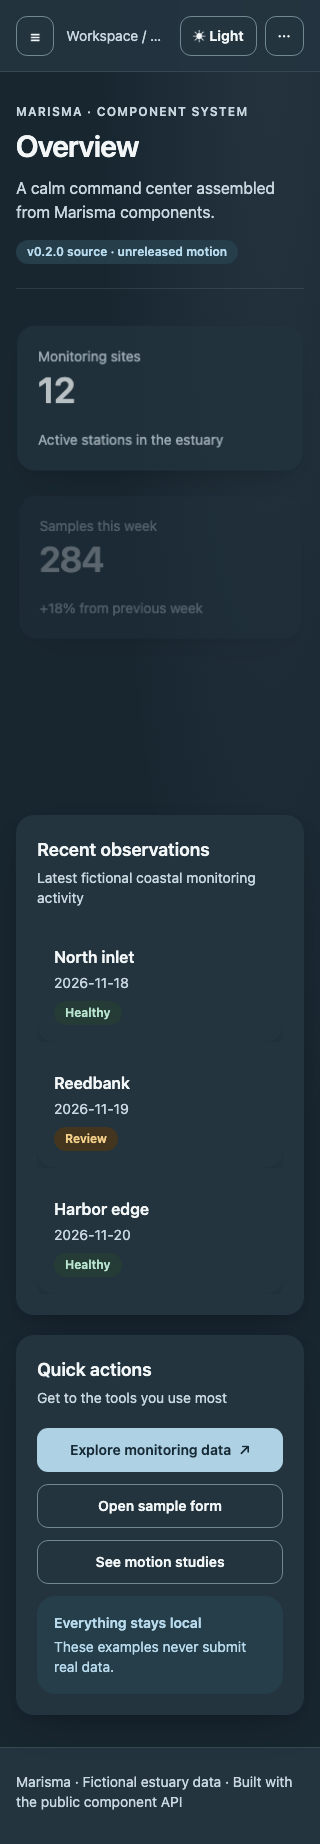 Workspace / ...
Light
MARISMA · COMPONENT SYSTEM
Overview
A calm command center assembled
from Marisma components.
v0.2.0 source · unreleased motion
Monitoring sites
12
Active stations in the estuary
Samples this week
284
+18% from previous week
Recent observations
Latest fictional coastal monitoring
activity
North inlet
2026-11-18
Healthy
Reedbank
2026-11-19
Review
Harbor edge
2026-11-20
Healthy
Quick actions
Get to the tools you use most
Explore monitoring data ↗
Open sample form
See motion studies
Everything stays local
These examples never submit
real data.
Marisma · Fictional estuary data · Built with
the public component API